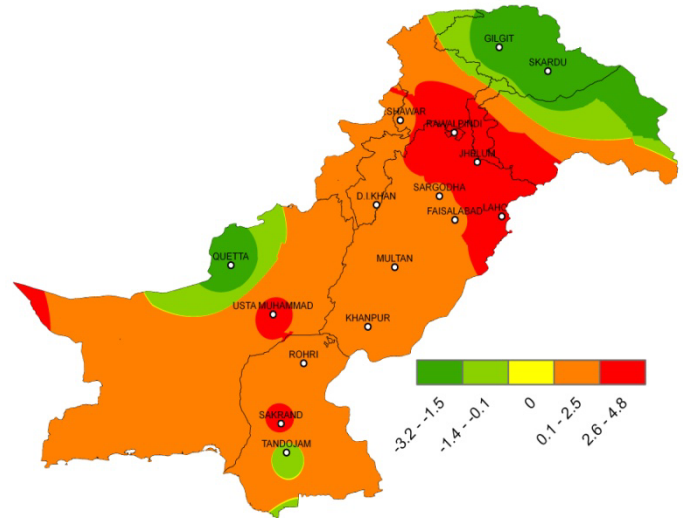 GILGIT
SKARDU
SHAWAR
RAWALPINDI
JHELUM
SARGODHA
D.I.KHAN
FAISALABAD
LAHO
QUETTA
MULTAN
USTA MUHAMMAD
KHANPUR
ROHRI
SAKRAND
TANDOJAM
-3.2 - -1.5
-1.4 - -0.1
0
0.1 - 2.5
2.6 - 4.8